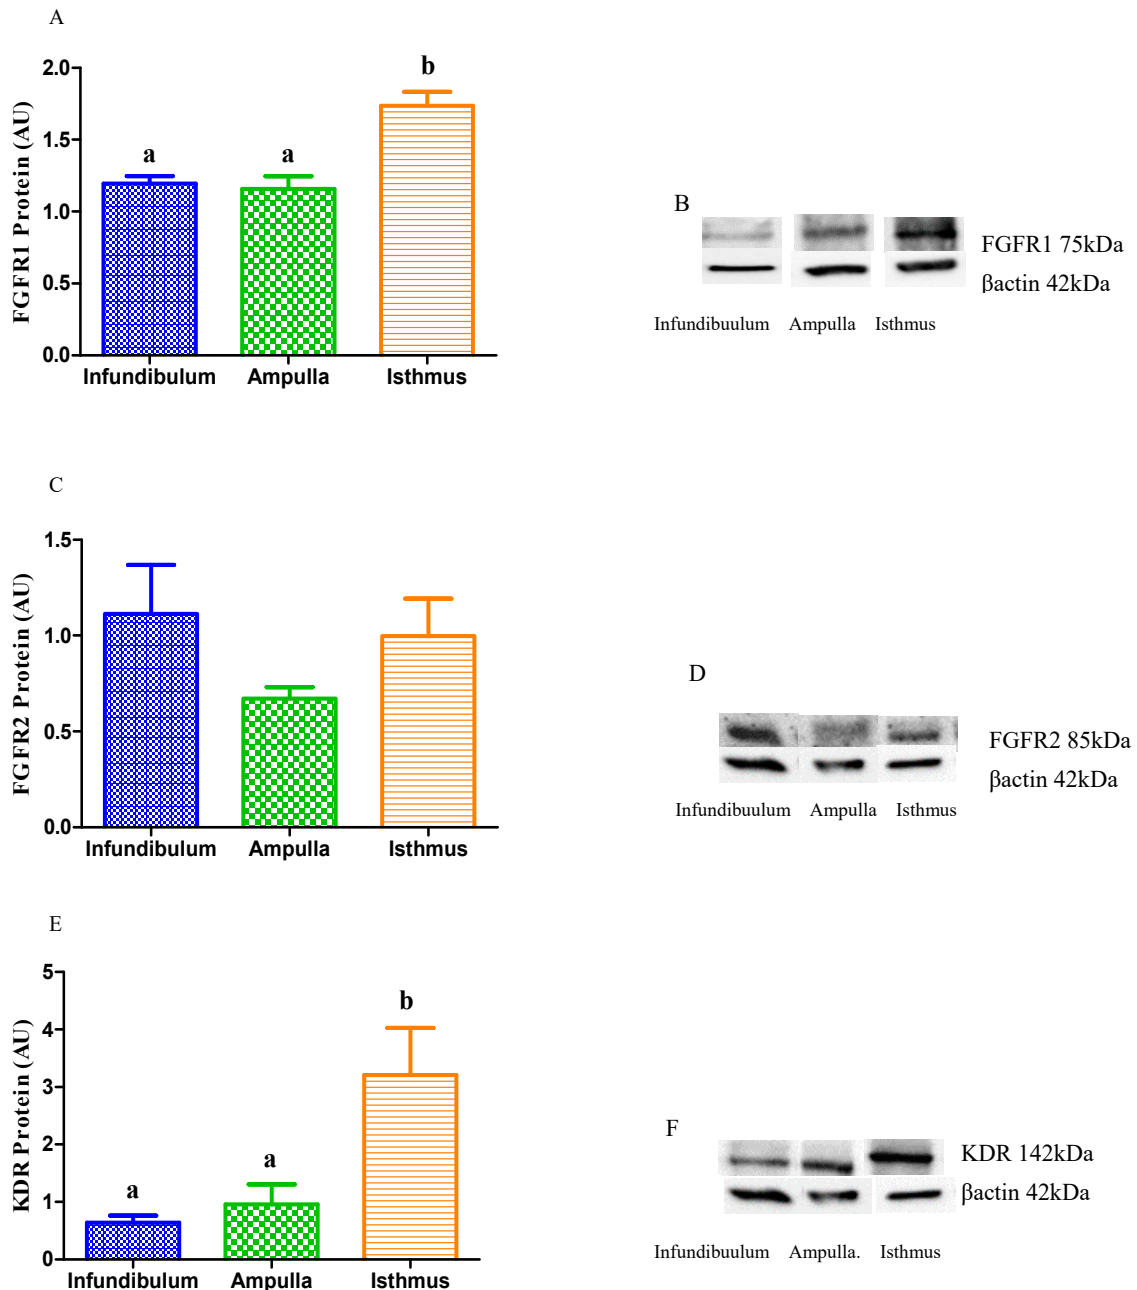 A
FGFR1 Protein (AU)
2.0
1.5
1.0
0.5
0.0
a
a
b
Infundibulum Ampulla Isthmus
B
FGFR1 75kDa
βactin 42kDa
Infundibuulum Ampulla Isthmus
C
FGFR2 Protein (AU)
1.5
1.0
0.5
0.0
Infundibulum Ampulla Isthmus
D
FGFR2 85kDa
βactin 42kDa
Infundibuulum Ampulla Isthmus
E
KDR Protein (AU)
5
4
3
2
1
0
a
a
b
Infundibulum Ampulla Isthmus
F
KDR 142kDa
βactin 42kDa
Infundibuulum Ampulla. Isthmus